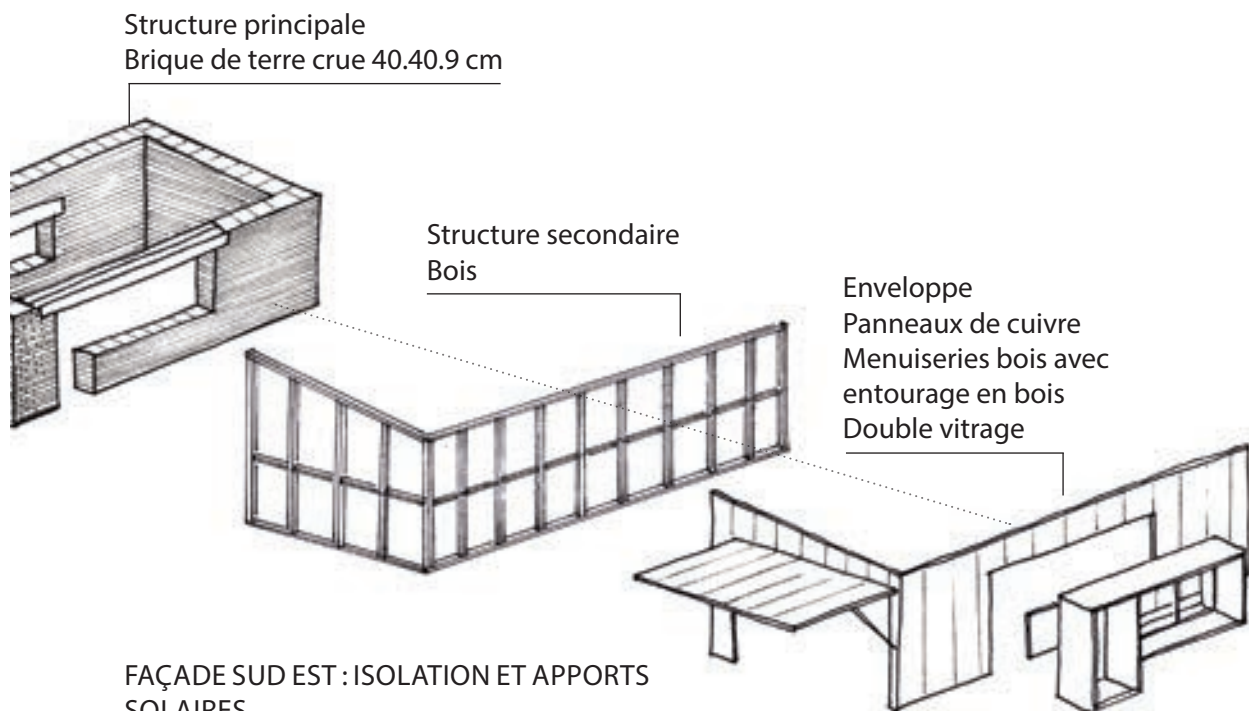 Structure principale
Brique de terre crue 40.40.9 cm
Structure secondaire
Bois
Enveloppe
Panneaux de cuivre
Menuiseries bois avec
entourage en bois
Double vitrage
FAÇADE SUD EST : ISOLATION ET APPORTS
SOLAIRES